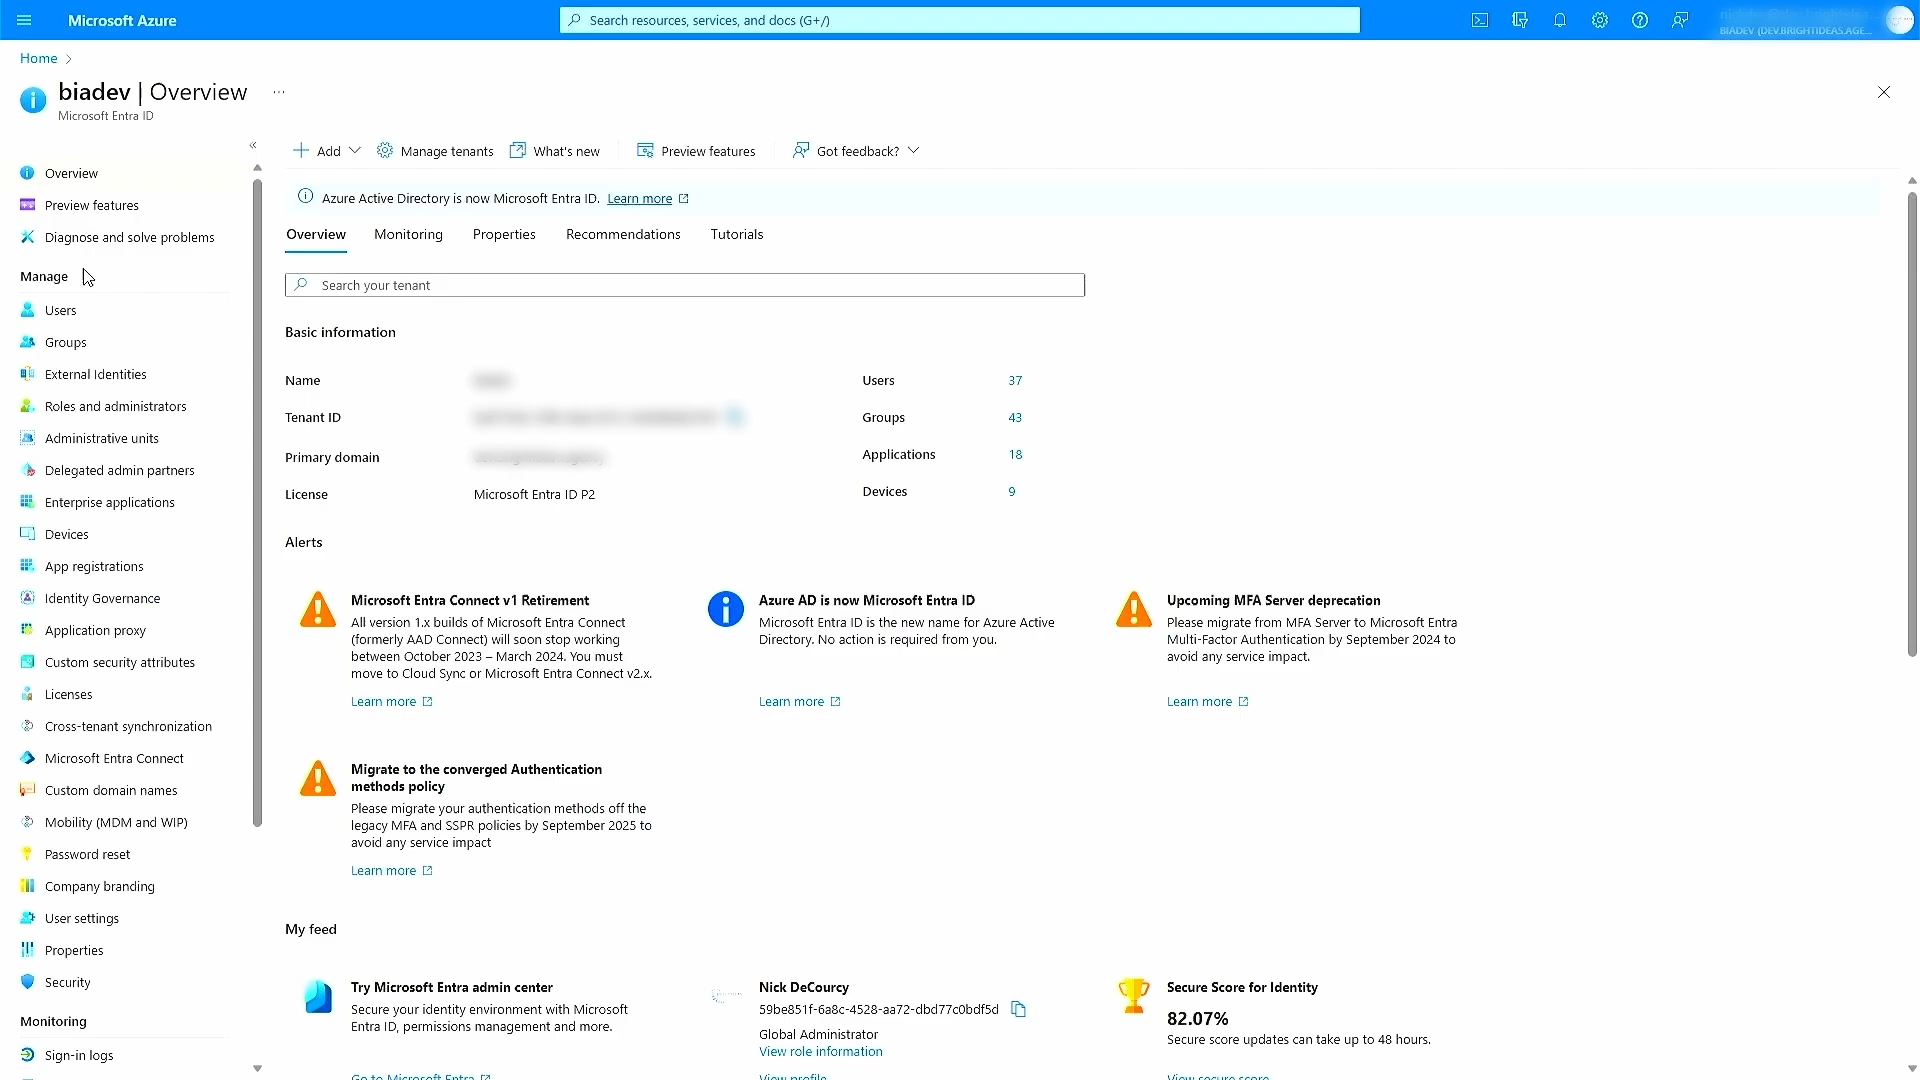 Microsoft Azure
Search resources, services, and docs (G+/)
BIADEV (DEV.BRIGHTIDEAS.AGE...
Home
biadev | Overview
...
Microsoft Entra ID
Overview
Preview features
Diagnose and solve problems
Manage
Users
Groups
External Identities
Roles and administrators
Administrative units
Delegated admin partners
Enterprise applications
Devices
App registrations
Identity Governance
Application proxy
Custom security attributes
Licenses
Cross-tenant synchronization
Microsoft Entra Connect
Custom domain names
Mobility (MDM and WIP)
Password reset
Company branding
User settings
Properties
Security
Monitoring
Sign-in logs
Add
Manage tenants
What's new
Preview features
Got feedback?
Azure Active Directory is now Microsoft Entra ID. Learn more
Overview Monitoring Properties Recommendations Tutorials
Search your tenant
Basic information
Name
Users 37
Tenant ID
Groups 43
Primary domain
Applications 18
License Microsoft Entra ID P2
Devices 9
Alerts
Microsoft Entra Connect v1 Retirement
All version 1.x builds of Microsoft Entra Connect
(formerly AAD Connect) will soon stop working
between October 2023 – March 2024. You must
move to Cloud Sync or Microsoft Entra Connect v2.x.
Learn more
Azure AD is now Microsoft Entra ID
Microsoft Entra ID is the new name for Azure Active
Directory. No action is required from you.
Learn more
Upcoming MFA Server deprecation
Please migrate from MFA Server to Microsoft Entra
Multi-Factor Authentication by September 2024 to
avoid any service impact.
Learn more
Migrate to the converged Authentication
methods policy
Please migrate your authentication methods off the
legacy MFA and SSPR policies by September 2025 to
avoid any service impact
Learn more
My feed
Try Microsoft Entra admin center
Secure your identity environment with Microsoft
Entra ID, permissions management and more.
Go to Microsoft Entra
Nick DeCourcy
59be851f-6a8c-4528-aa72-dbd77c0bdf5d
Global Administrator
View role information
View profile
Secure Score for Identity
82.07%
Secure score updates can take up to 48 hours.
View secure score